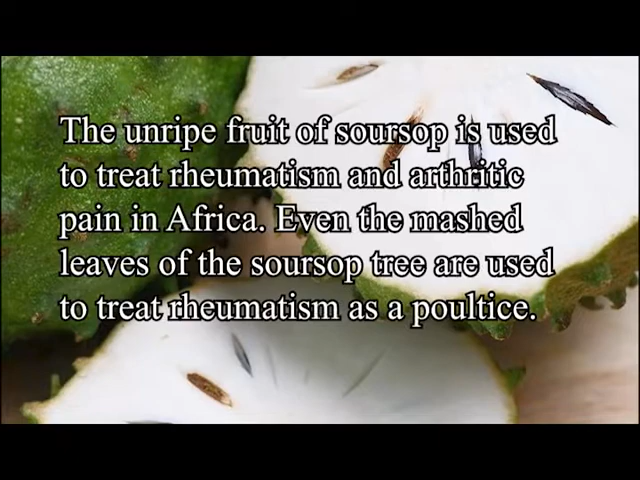 The unripe fruit of soursop is used
to treat rheumatism and arthritic
pain in Africa. Even the mashed
leaves of the soursop tree are used
to treat rheumatism as a poultice.